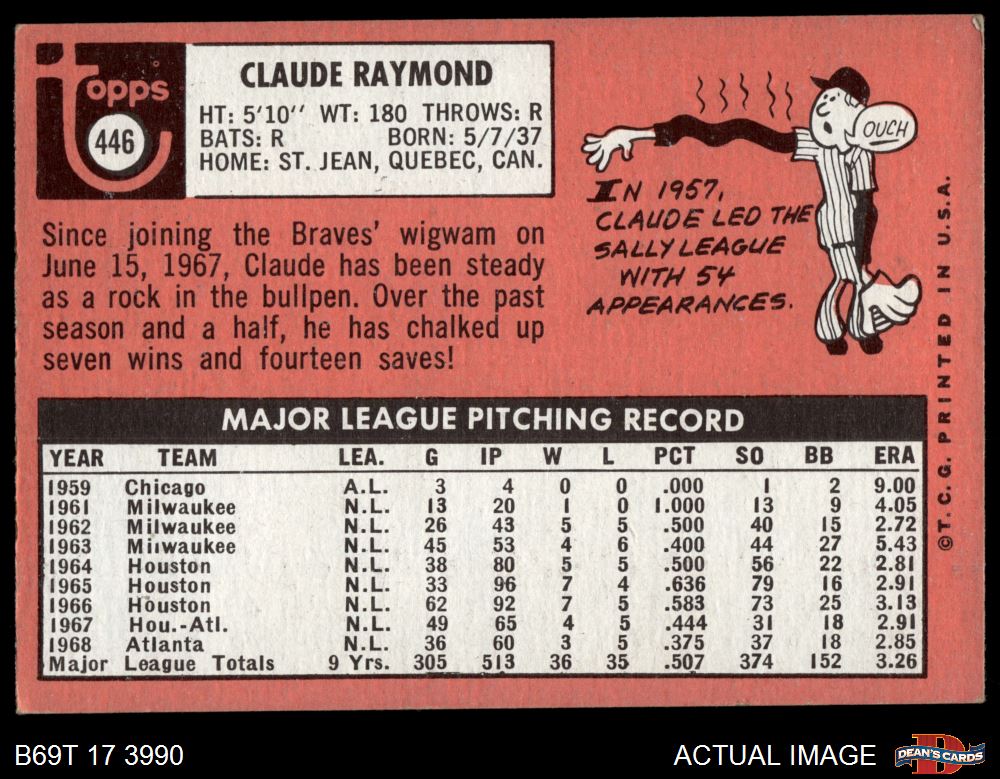 topps
446
CLAUDE RAYMOND
HT: 5'10'' WT: 180 THROWS: R
BATS: R BORN: 5/7/37
HOME: ST. JEAN, QUEBEC, CAN.
Since joining the Braves' wigwam on
June 15, 1967, Claude has been steady
as a rock in the bullpen. Over the past
season and a half, he has chalked up
seven wins and fourteen saves!
OUCH
IN 1957,
CLAUDE LED THE
SALLY LEAGUE
WITH 54
APPEARANCES.
©T.C.G. PRINTED IN U.S.A.
MAJOR LEAGUE PITCHING RECORD
YEAR TEAM LEA. G IP W L PCT SO BB ERA
1959 Chicago A.L. 3 4 0 0 .000 1 2 9.00
1961 Milwaukee N.L. 13 20 1 0 1.000 13 9 4.05
1962 Milwaukee N.L. 26 43 5 5 .500 40 15 2.72
1963 Milwaukee N.L. 45 53 4 6 .400 44 27 5.43
1964 Houston N.L. 38 80 5 5 .500 56 22 2.81
1965 Houston N.L. 33 96 7 4 .636 79 16 2.91
1966 Houston N.L. 62 92 7 5 .583 73 25 3.13
1967 Hou.-Atl. N.L. 49 65 4 5 .444 31 18 2.91
1968 Atlanta N.L. 36 60 3 5 .375 37 18 2.85
Major League Totals 9 Yrs. 305 513 36 35 .507 374 152 3.26
B69T 17 3990
ACTUAL IMAGE
DEAN'S CARDS